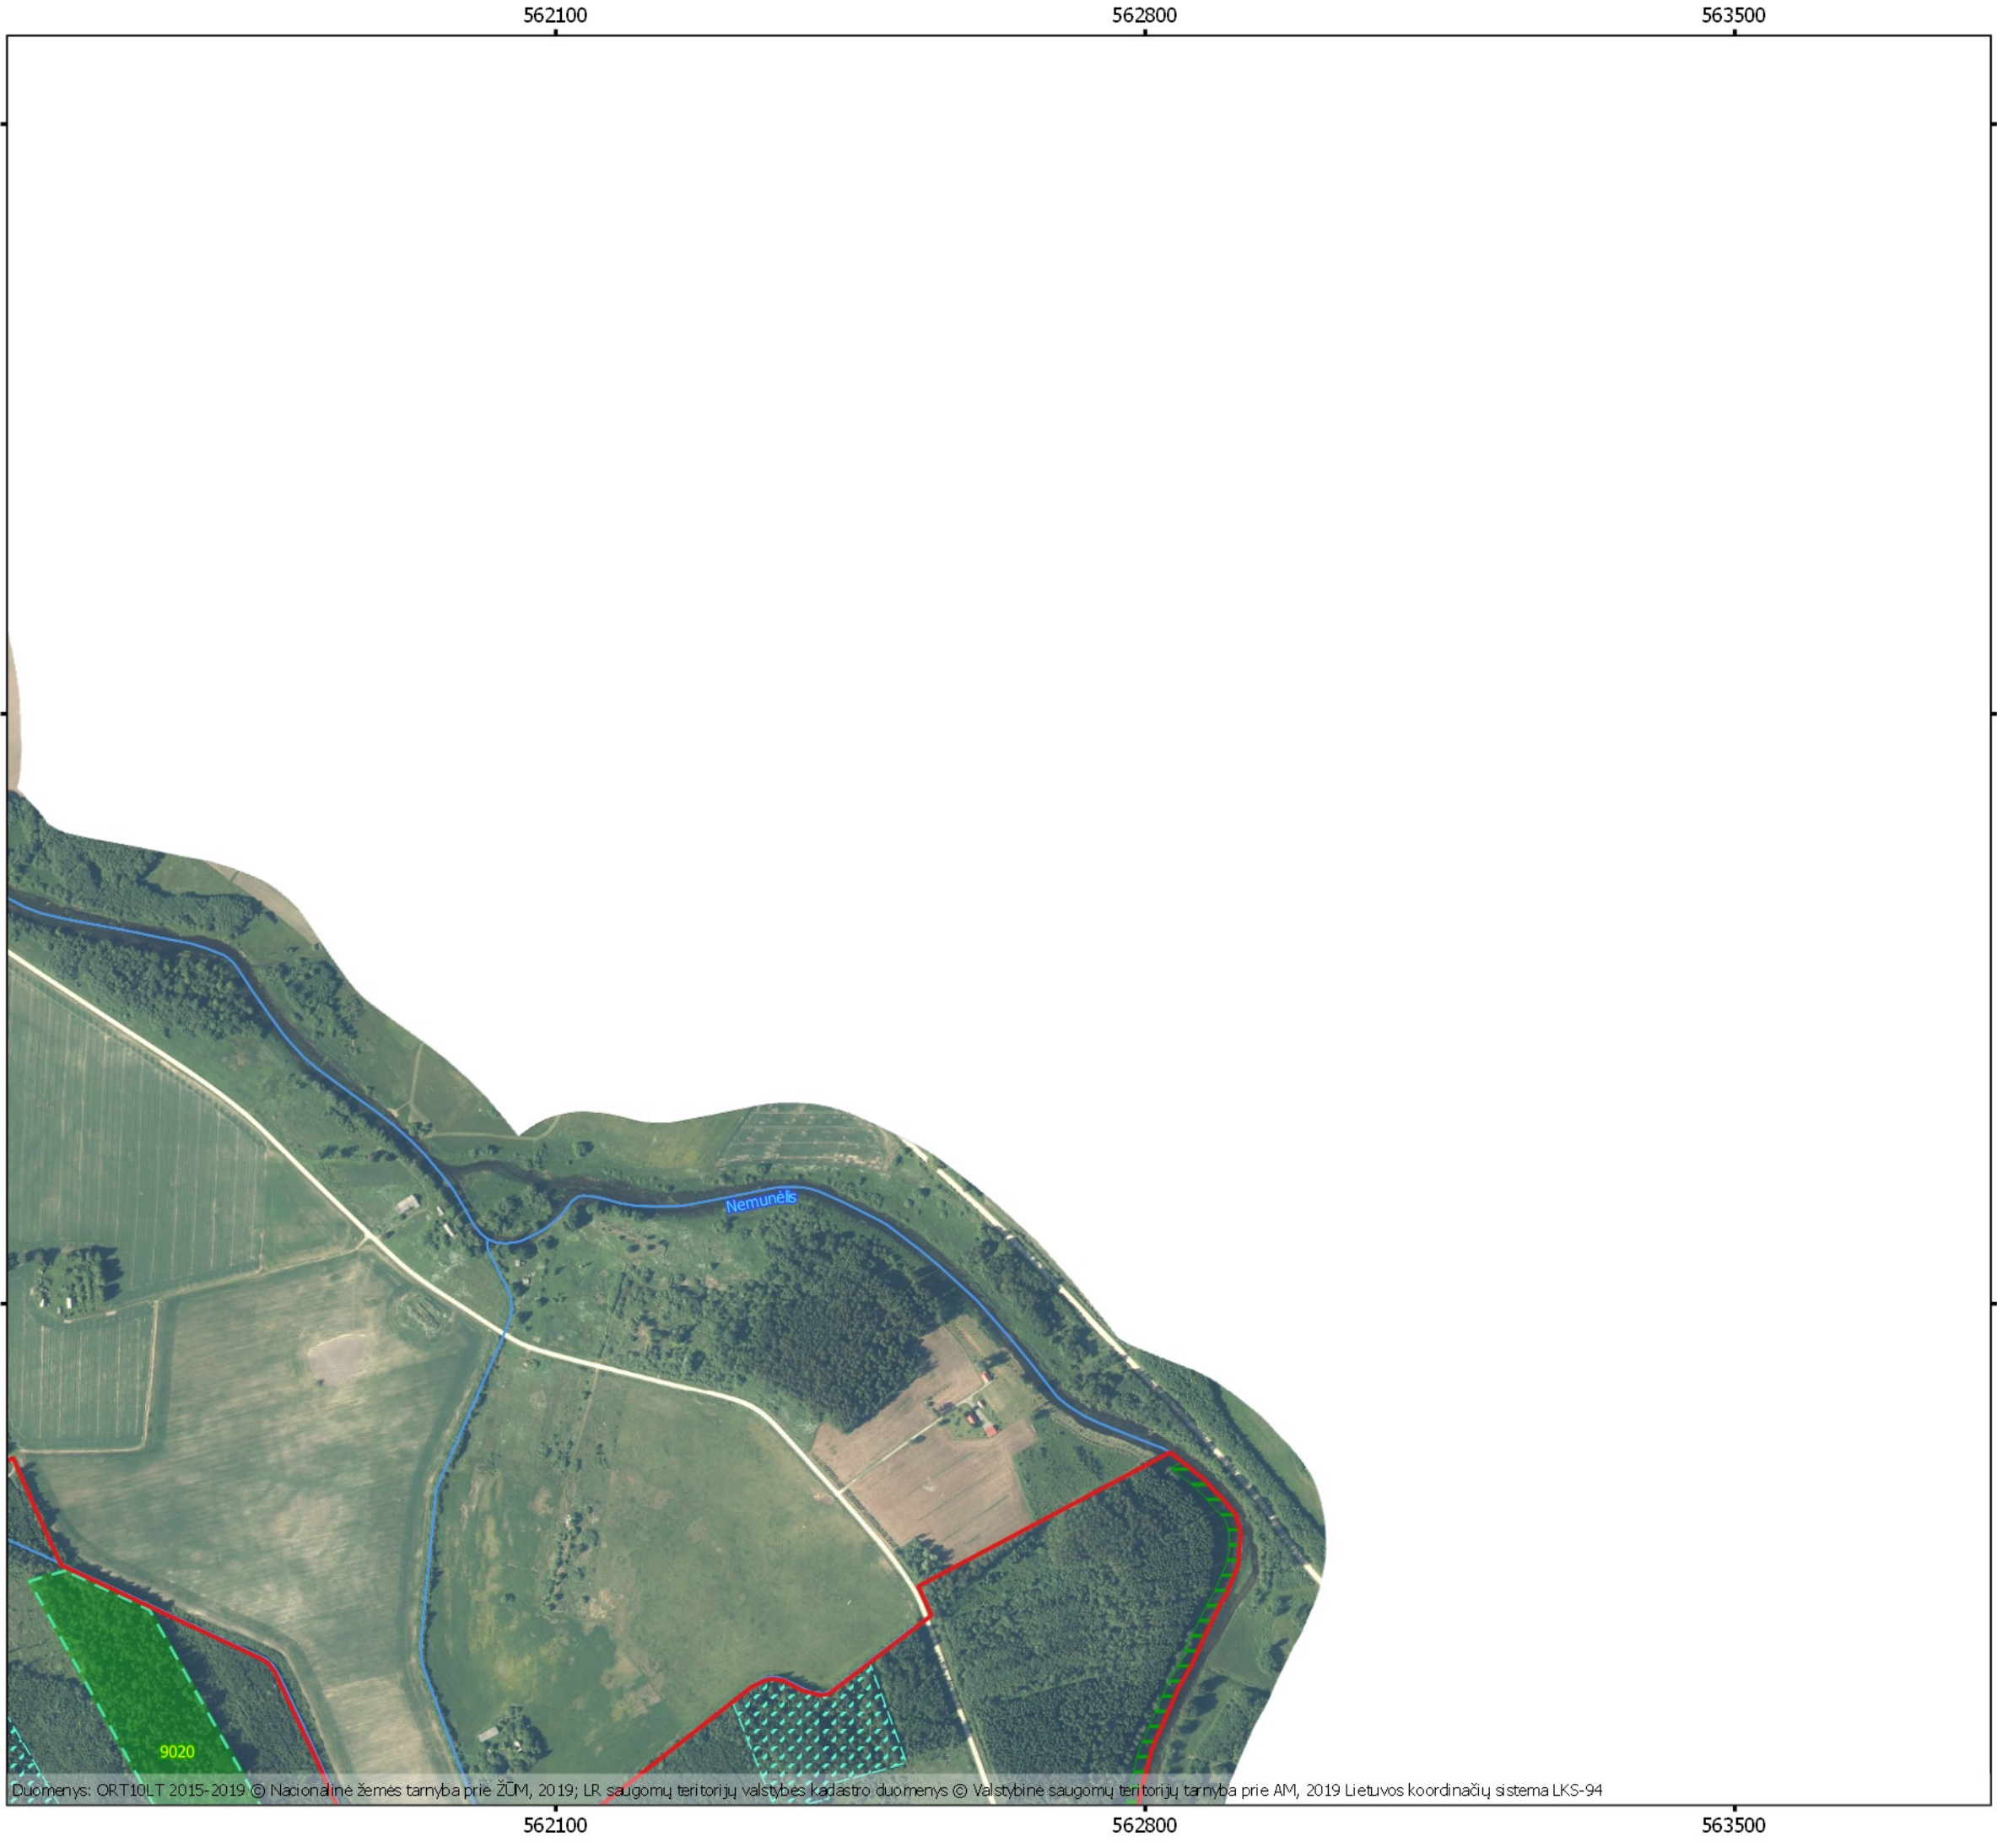 562100 562800 563500
Nemunėlis
9020
Duomenys: ORT10LT 2015-2019 © Nacionalinė žemės tarnyba prie ŽŪM, 2019; LR saugomų teritorijų valstybės kadastro duomenys © Valstybinė saugomų teritorijų tarnyba prie AM, 2019 Lietuvos koordinačių sistema LKS-94
562100 562800 563500